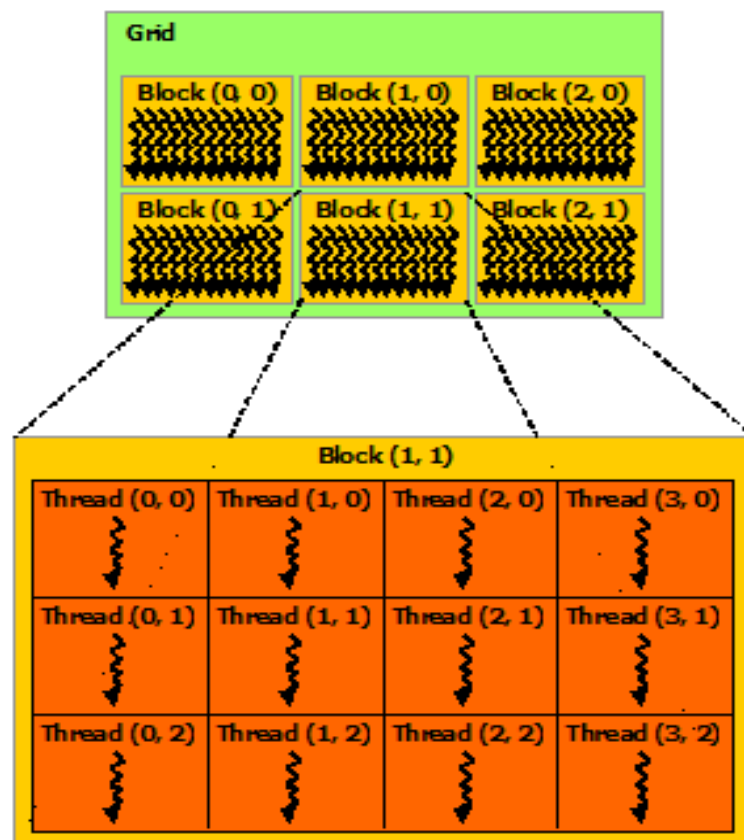 Grid
Block (0, 0) Block (1, 0) Block (2, 0)
Block (0, 1) Block (1, 1) Block (2, 1)
Block (1, 1)
Thread (0, 0) Thread (1, 0) Thread (2, 0) Thread (3, 0)
Thread (0, 1) Thread (1, 1) Thread (2, 1) Thread (3, 1)
Thread (0, 2) Thread (1, 2) Thread (2, 2) Thread (3, 2)